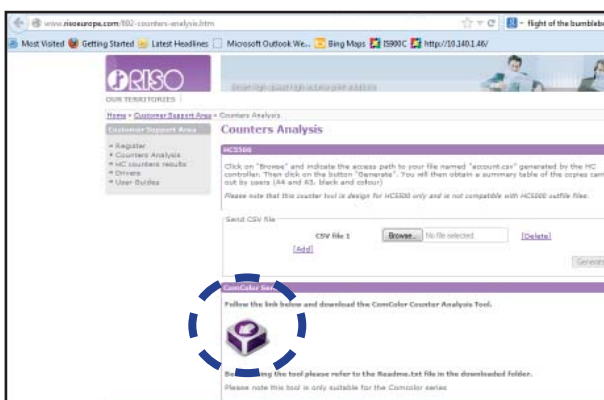 www.risoeurope.com/802-counters-analysis.htm
flight of the bumblebe
Most Visited Getting Started Latest Headlines Microsoft Outlook We... Bing Maps IS900C http://10.140.1.46/
RISO
OUR TERRITORIES
Home > Customer Support Area > Counters Analysis
Customer Support Area
Register
Counters Analysis
HC counters results
Drivers
User Guides
Counters Analysis
HC5500
Click on "Browse" and indicate the access path to your file named "account.csv" generated by the HC
controller. Then click on the button "Generate". You will then obtain a summary table of the copies carri
out by users (A4 and A3, black and colour)
Please note that this counter tool is design for HC5500 only and is not compatible with HC5000 outfile files.
Send CSV file
CSV file 1 Browse... No file selected. [Delete]
[Add]
Generate
ComColor Seri
Follow the link below and download the ComColor Counter Analysis Tool.
ing the tool please refer to the Readme.txt file in the downloaded folder.
Please note this tool is only suitable for the Comcolor series